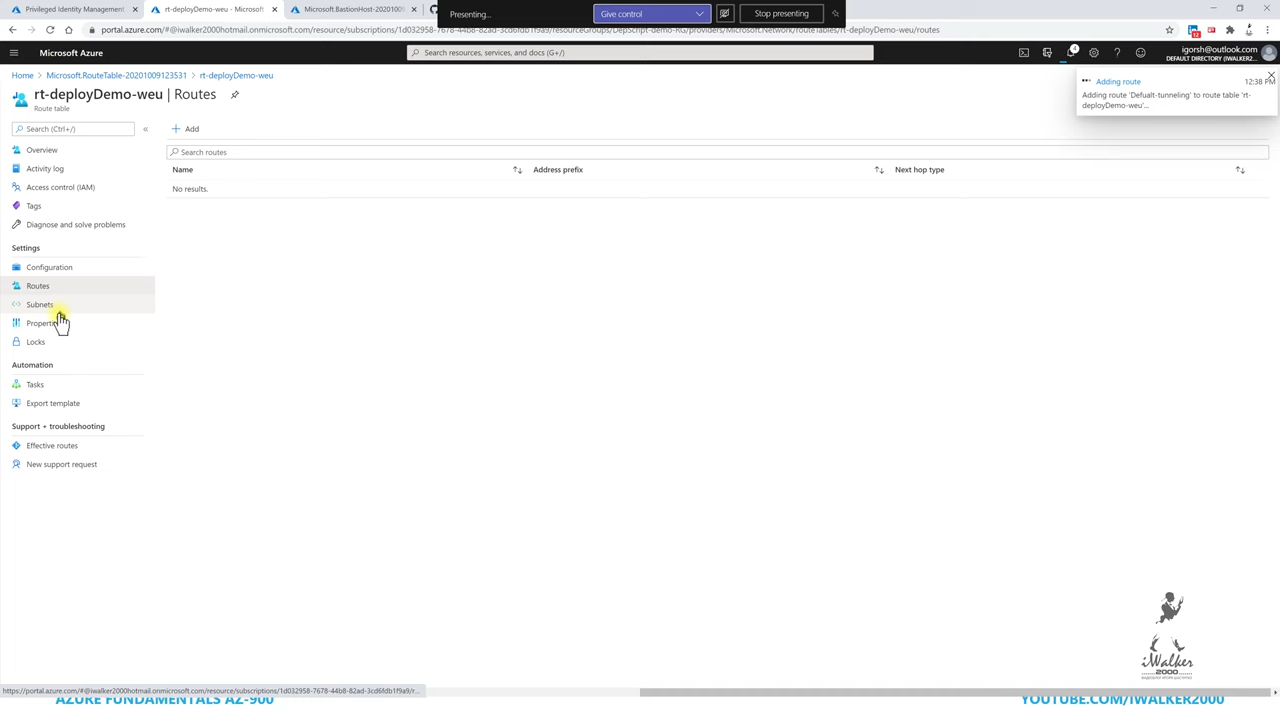 Privileged Identity Management
rt-deployDemo-weu - Microsoft
Microsoft.BastionHost-20201009
Presenting...
Give control
Stop presenting
portal.azure.com/#@iwalker2000hotmail.onmicrosoft.com/resource/subscriptions/1d032958-7678-44b8-82ad-3cd6fdb1f9a9/resourceGroups/DepScript-demo-RG/providers/Microsoft.Network/routeTables/rt-deployDemo-weu/routes
Microsoft Azure
Search resources, services, and docs (G+/)
4
igorsh@outlook.com
DEFAULT DIRECTORY (IWALKER2...
Home > Microsoft.RouteTable-20201009123531 > rt-deployDemo-weu
rt-deployDemo-weu | Routes
Route table
Adding route
12:38 PM
Adding route 'Defualt-tunneling' to route table 'rt-
deployDemo-weu'...
Search (Ctrl+/)
«
Add
Search routes
Name
Address prefix
Next hop type
No results.
Overview
Activity log
Access control (IAM)
Tags
Diagnose and solve problems
Settings
Configuration
Routes
Subnets
Properti
Locks
Automation
Tasks
Export template
Support + troubleshooting
Effective routes
New support request
iWalker
2000
https://portal.azure.com/#@iwalker2000hotmail.onmicrosoft.com/resource/subscriptions/1d032958-7678-44b8-82ad-3cd6fdb1f9a9/r...
AZURE FUNDAMENTALS AZ-900
YOUTUBE.COM/IWALKER2000